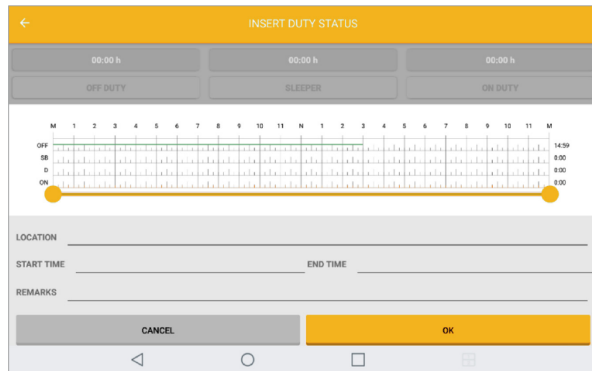 INSERT DUTY STATUS
00:00 h 00:00 h 00:00 h
OFF DUTY SLEEPER ON DUTY
M 1 2 3 4 5 6 7 8 9 10 11 N 1 2 3 4 5 6 7 8 9 10 11 M
OFF 14:59
SB 0:00
D 0:00
ON 0:00
LOCATION
START TIME END TIME
REMARKS
CANCEL OK